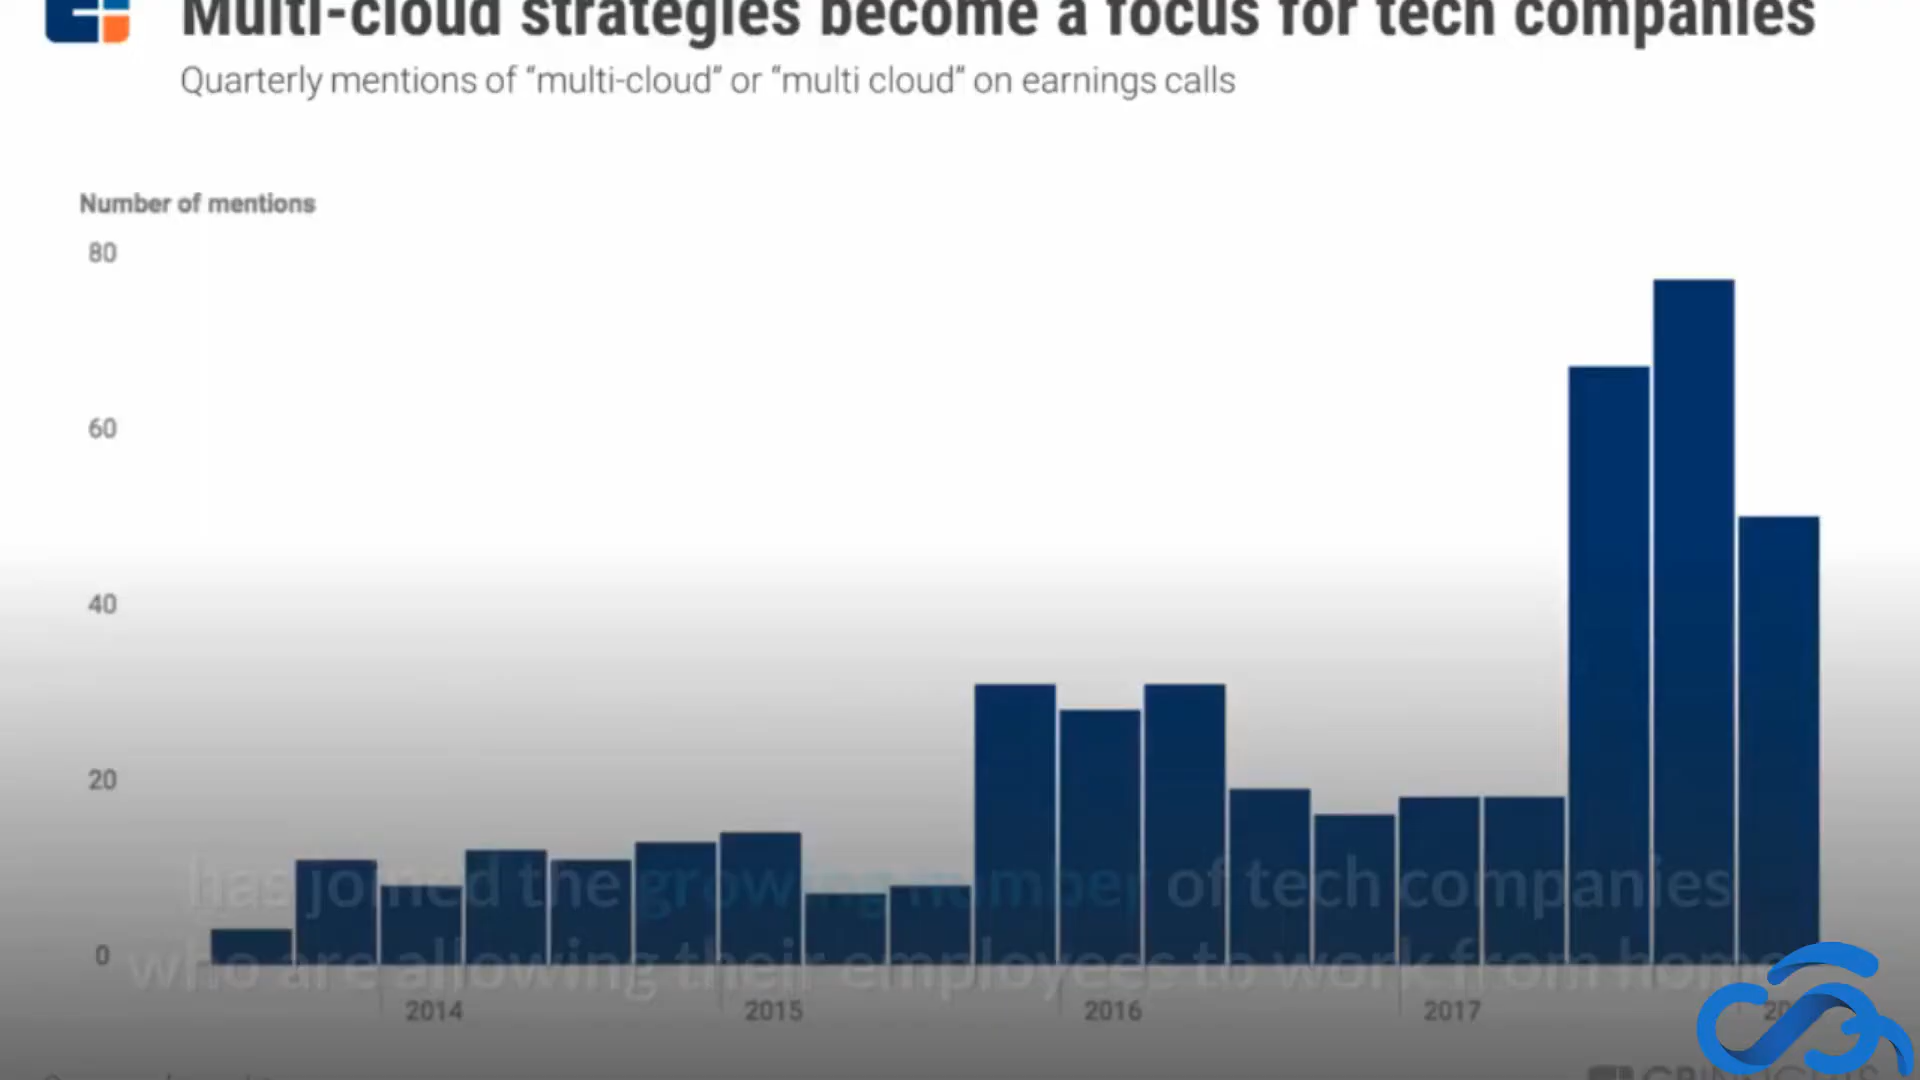 Multi-cloud strategies become a focus for tech companies
Quarterly mentions of “multi-cloud” or “multi cloud” on earnings calls
Number of mentions
80
60
40
20
0
has joined the growing number of tech companies
who are allowing their employees to work from home
2014
2015
2016
2017